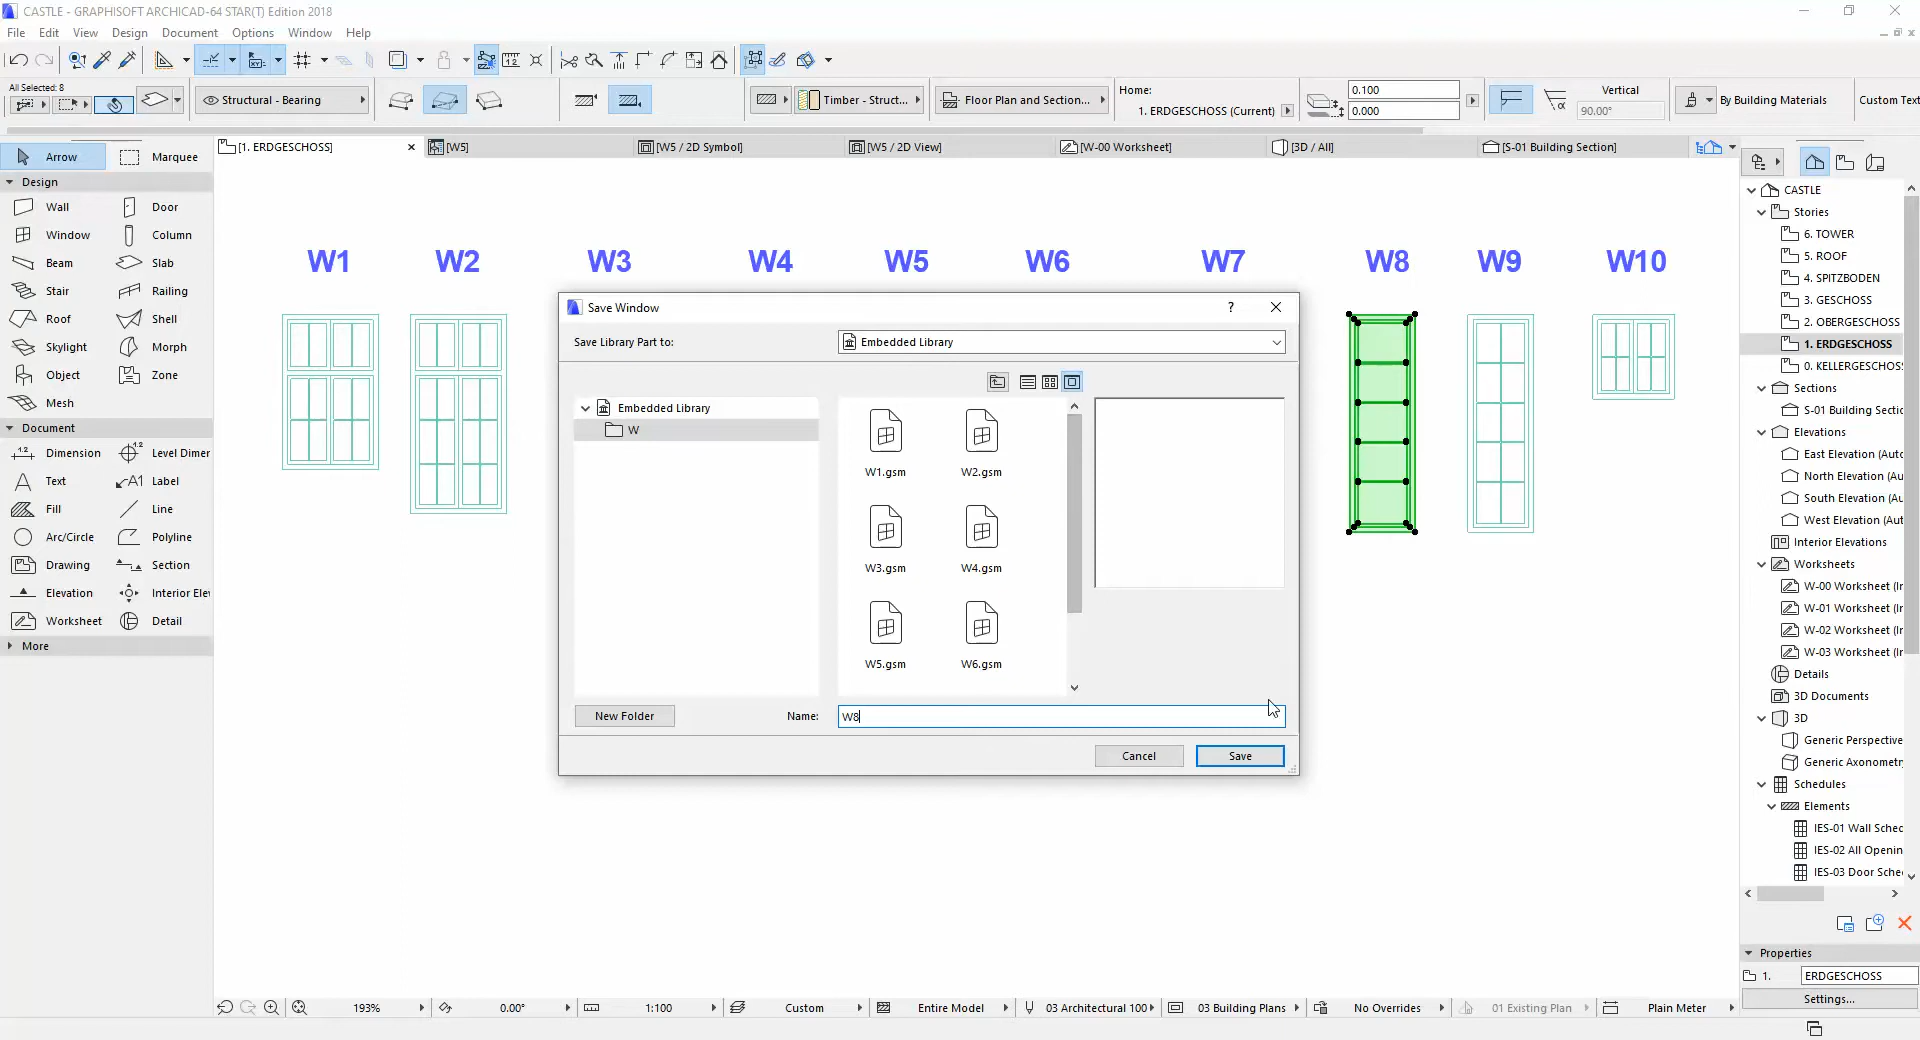 CASTLE - GRAPHISOFT ARCHICAD-64 STAR(T) Edition 2018
File Edit View Design Document Options Window Help
All Selected: 8
Structural - Bearing
Timber - Struct...
Floor Plan and Section...
Home:
1. ERDGESCHOSS (Current)
0.100
0.000
Vertical
90.00°
By Building Materials
Custom Text
Arrow
Marquee
[1. ERDGESCHOSS]
[W5]
[W5 / 2D Symbol]
[W5 / 2D View]
[W-00 Worksheet]
[3D / All]
[S-01 Building Section]
Design
Wall
Door
Window
Column
Beam
Slab
Stair
Railing
Roof
Shell
Skylight
Morph
Object
Zone
Mesh
Document
1.2 Dimension
1.2 Level Dimer
Text
A1 Label
Fill
Line
Arc/Circle
Polyline
Drawing
Section
Elevation
Interior Ele
Worksheet
Detail
More
W1 W2 W3 W4 W5 W6 W7 W8 W9 W10
Save Window
?
Save Library Part to:
Embedded Library
Embedded Library
W
W1.gsm
W2.gsm
W3.gsm
W4.gsm
W5.gsm
W6.gsm
New Folder
Name:
W8
Cancel
Save
CASTLE
Stories
6. TOWER
5. ROOF
4. SPITZBODEN
3. GESCHOSS
2. OBERGESCHOSS
1. ERDGESCHOSS
0. KELLERGESCHOS
Sections
S-01 Building Sectio
Elevations
East Elevation (Auto
North Elevation (Au
South Elevation (Au
West Elevation (Aut
Interior Elevations
Worksheets
W-00 Worksheet (Ir
W-01 Worksheet (Ir
W-02 Worksheet (Ir
W-03 Worksheet (Ir
Details
3D Documents
3D
Generic Perspective
Generic Axonometr
Schedules
Elements
IES-01 Wall Sched
IES-02 All Openin
IES-03 Door Sche
Properties
1.
ERDGESCHOSS
Settings...
193%
0.00°
1:100
Custom
Entire Model
03 Architectural 100
03 Building Plans
No Overrides
01 Existing Plan
Plain Meter